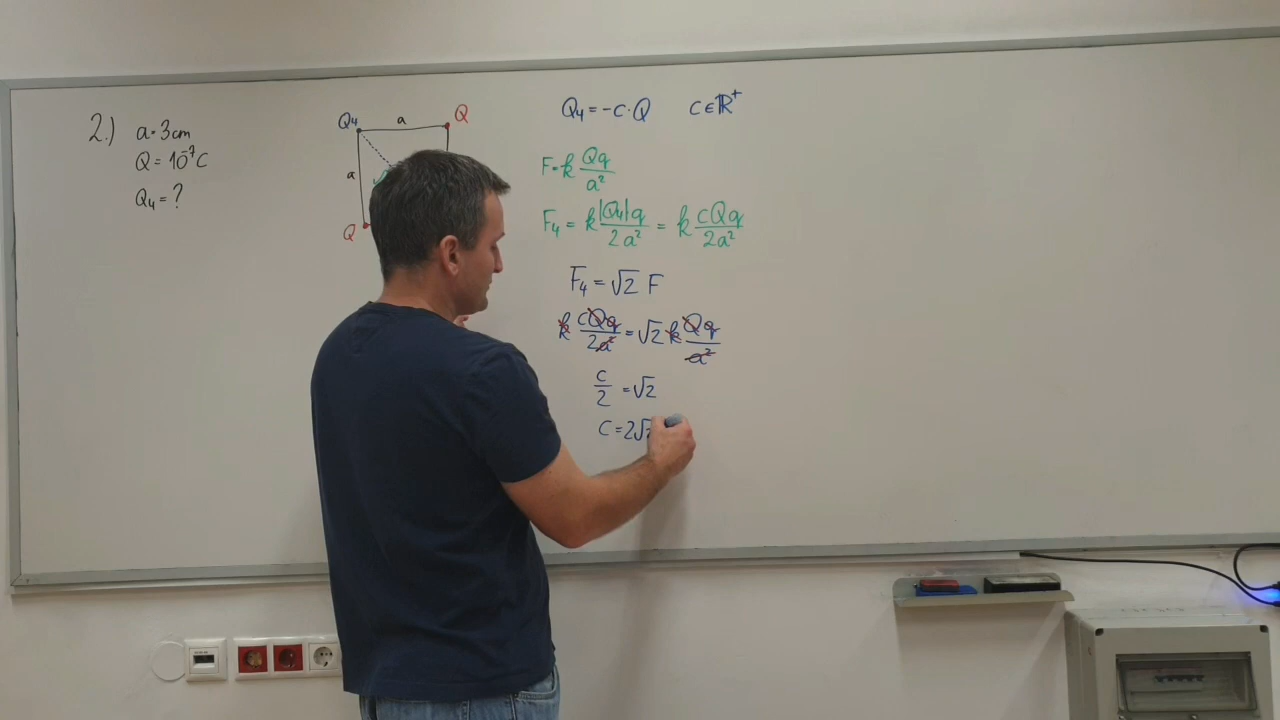 2.) a = 3cm
Q = 10⁻⁷C
Q₄ = ?
Q₄ a Q
a
Q
Q₄ = -c·Q c∈ℝ⁺
F = k Qq/a²
F₄ = k |Q₄|q/2a² = k cQq/2a²
F₄ = √2 F
k cQq/2a² = √2 k Qq/a²
c/2 = √2
c = 2√2